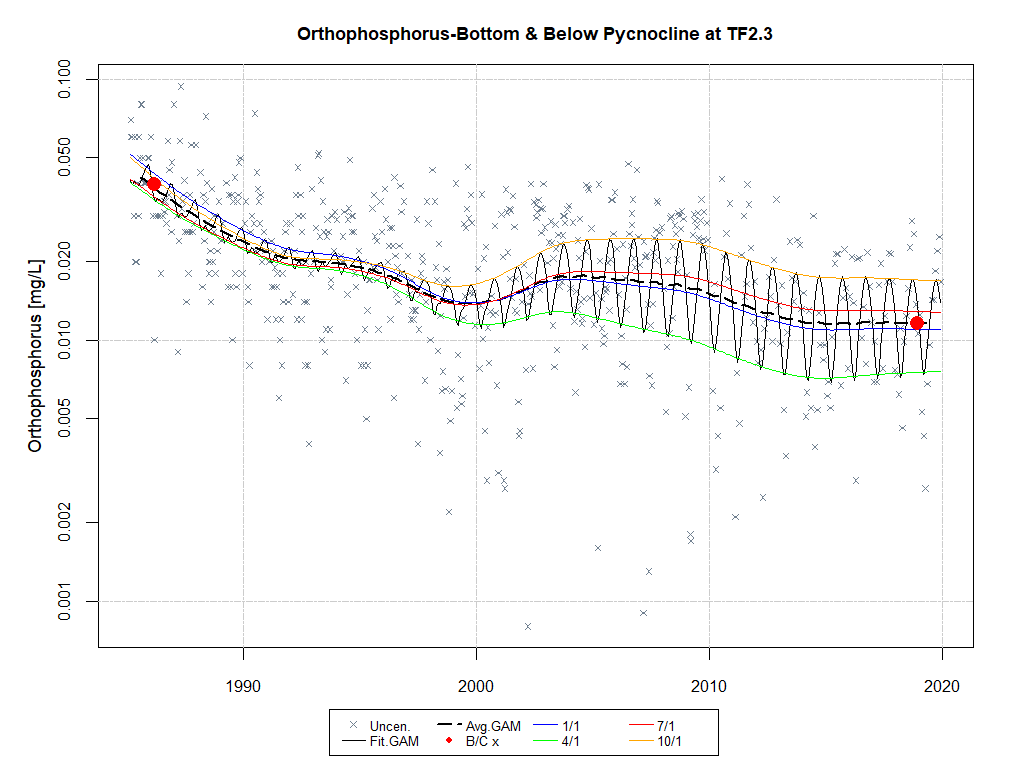 Orthophosphorus-Bottom & Below Pycnocline at TF2.3
Orthophosphorus [mg/L]
0.100
0.050
0.020
0.010
0.005
0.002
0.001
1990 2000 2010 2020
Uncen. Avg.GAM 1/1 7/1
Fit.GAM B/C x 4/1 10/1